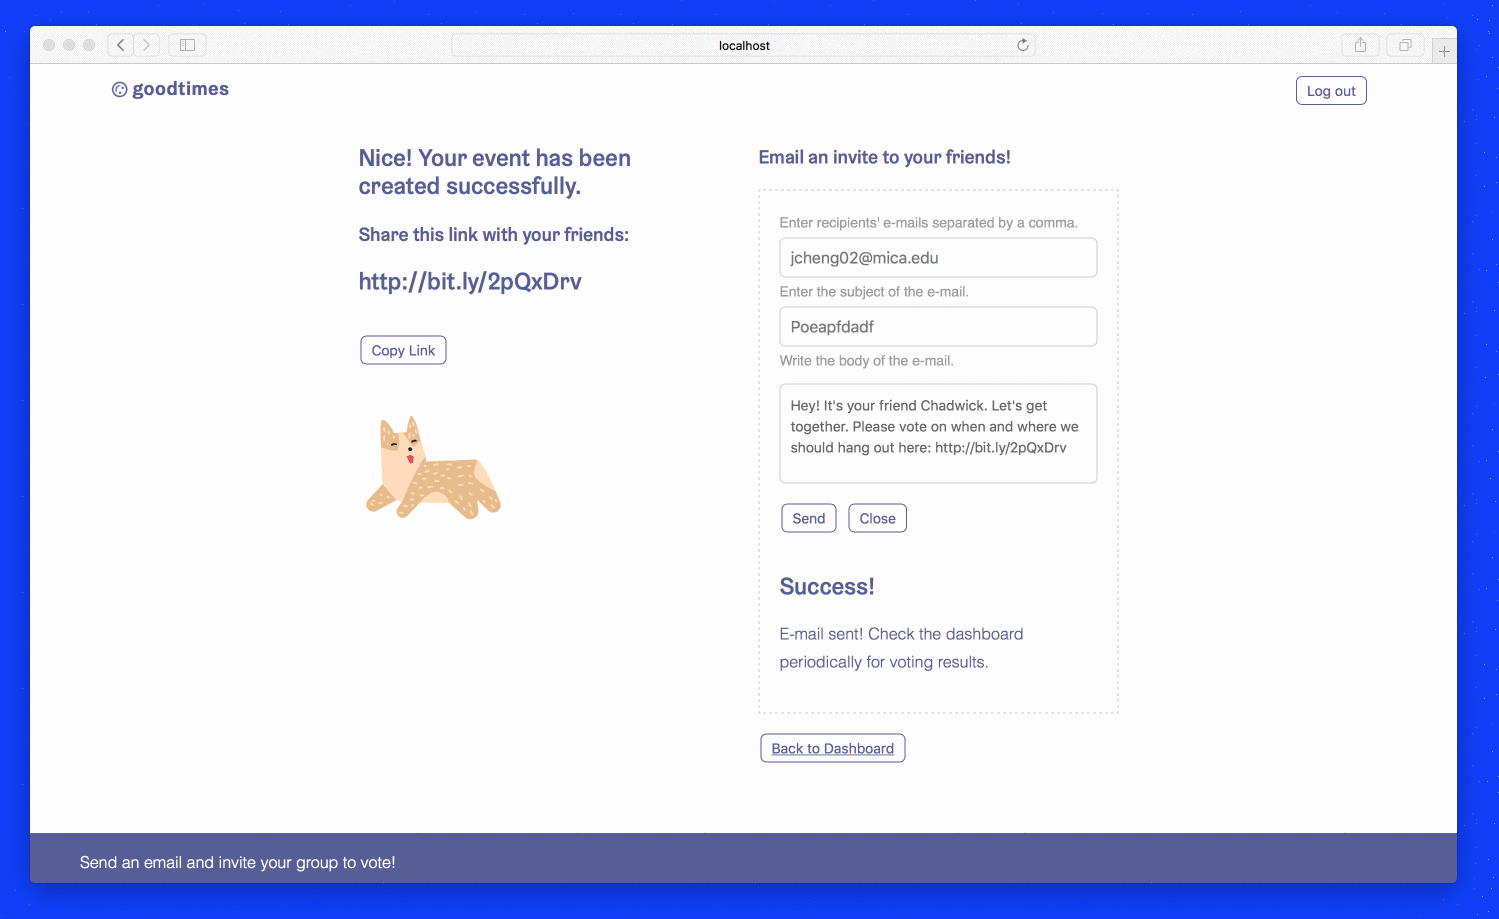 localhost
goodtimes
Log out
Nice! Your event has been
created successfully.
Share this link with your friends:
http://bit.ly/2pQxDrv
Copy Link
Email an invite to your friends!
Enter recipients' e-mails separated by a comma.
jcheng02@mica.edu
Enter the subject of the e-mail.
Poeapfdadf
Write the body of the e-mail.
Hey! It's your friend Chadwick. Let's get
together. Please vote on when and where we
should hang out here: http://bit.ly/2pQxDrv
Send
Close
Success!
E-mail sent! Check the dashboard
periodically for voting results.
Back to Dashboard
Send an email and invite your group to vote!